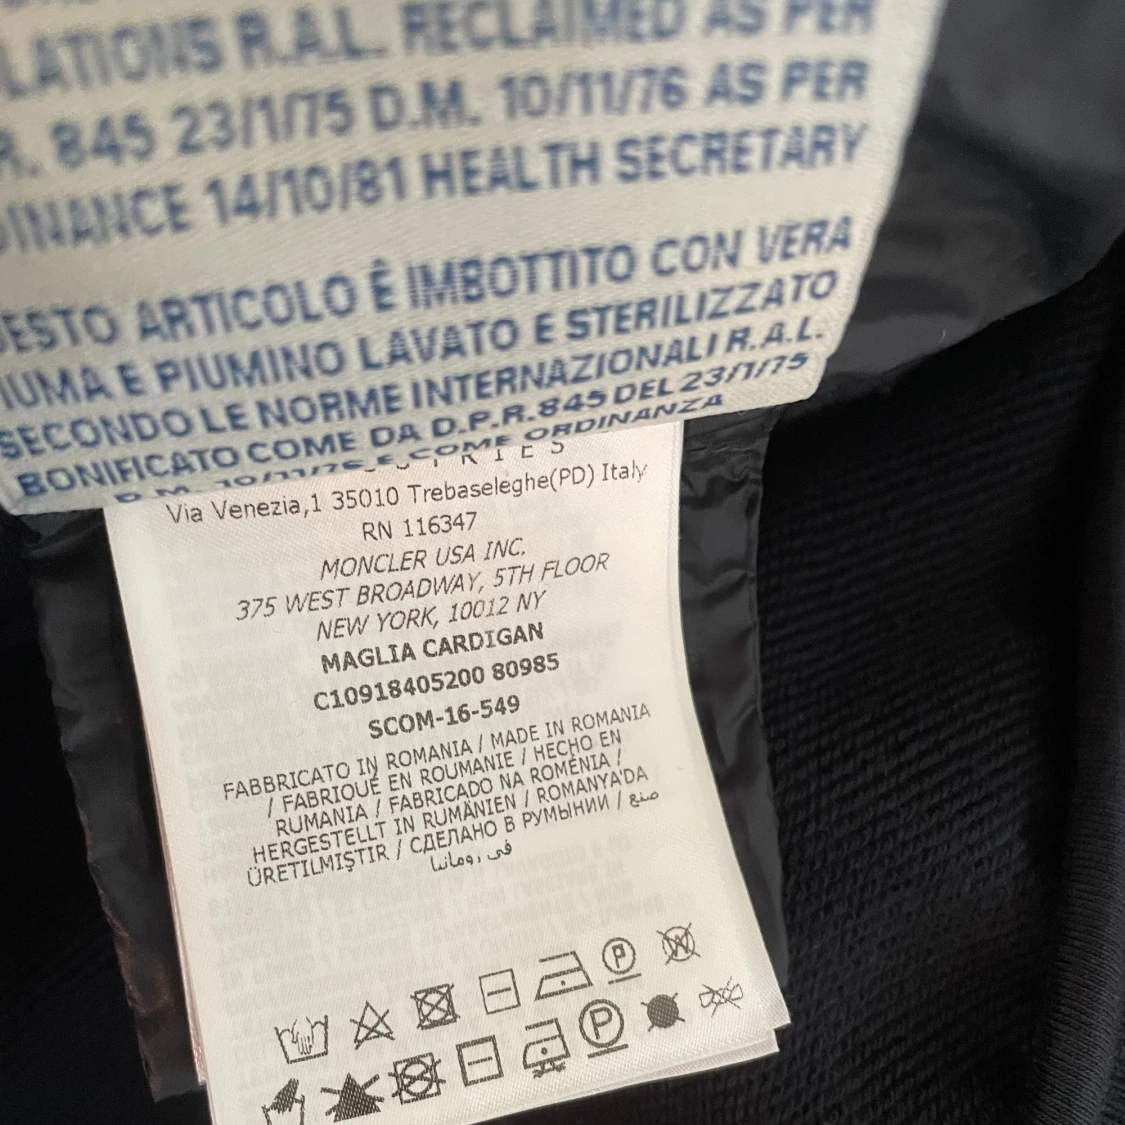 LATIONS R.A.L. RECLAIMED AS PER
R. 845 23/1/75 D.M. 10/11/76 AS PER
DINANCE 14/10/81 HEALTH SECRETARY
ESTO ARTICOLO È IMBOTTITO CON VERA
IUMA E PIUMINO LAVATO E STERILIZZATO
SECONDO LE NORME INTERNAZIONALI R.A.L.
BONIFICATO COME DA D.P.R.845 DEL 23/1/75
D.M. 10/11/76 E COME ORDINANZA
TRIES
Via Venezia,1 35010 Trebaseleghe(PD) Italy
RN 116347
MONCLER USA INC.
375 WEST BROADWAY, 5TH FLOOR
NEW YORK, 10012 NY
MAGLIA CARDIGAN
C10918405200 80985
SCOM-16-549
FABBRICATO IN ROMANIA / MADE IN ROMANIA
/ FABRIQUÉ EN ROUMANIE / HECHO EN
RUMANIA / FABRICADO NA ROMÉNIA /
HERGESTELLT IN RUMÄNIEN / ROMANYA'DA
ÜRETILMIŞTIR / СДЕЛАНО В РУМЫНИИ / صنع
في رومانيا
P W
P